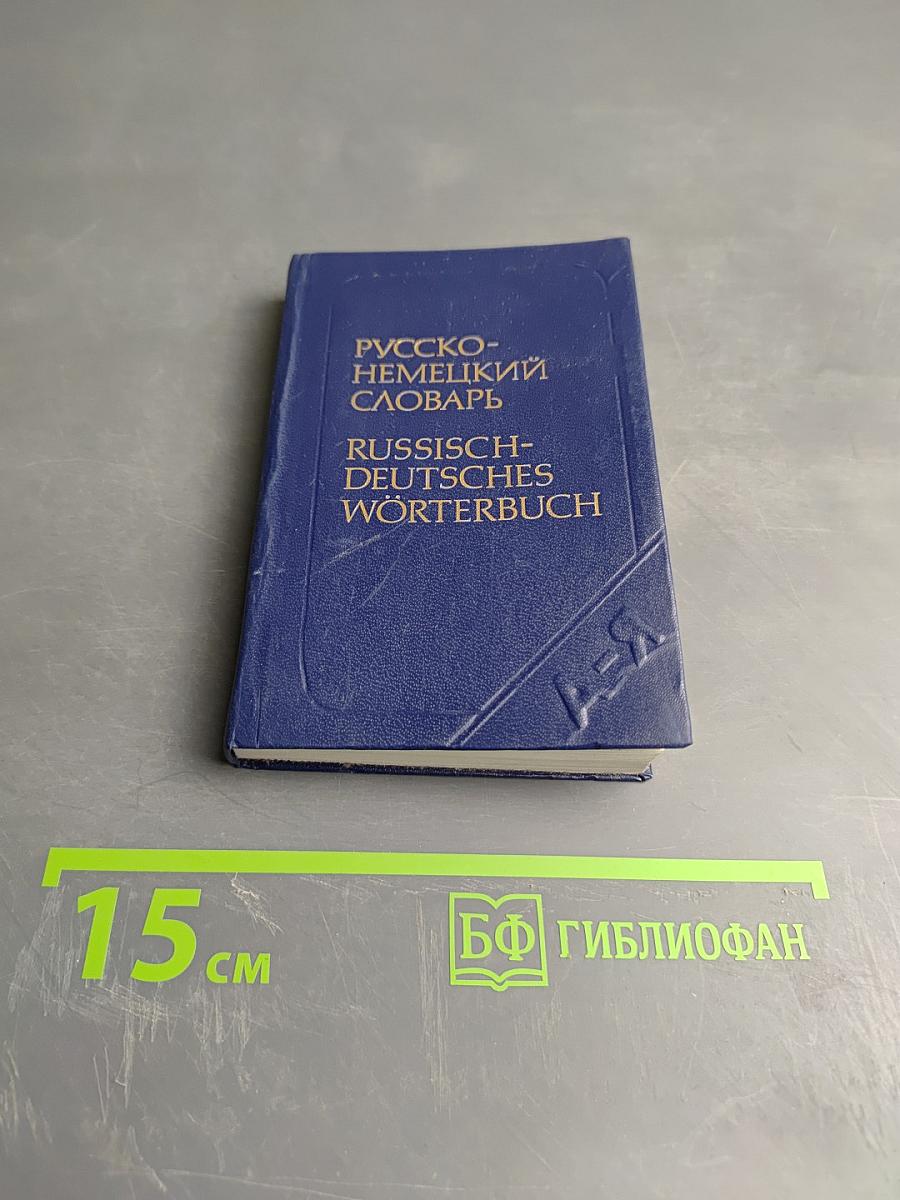 РУССКО-
НЕМЕЦКИЙ
СЛОВАРЬ
RUSSISCH-
DEUTSCHES
WÖRTERBUCH
А-Я
15 см
БФ ГИБЛИОФАН